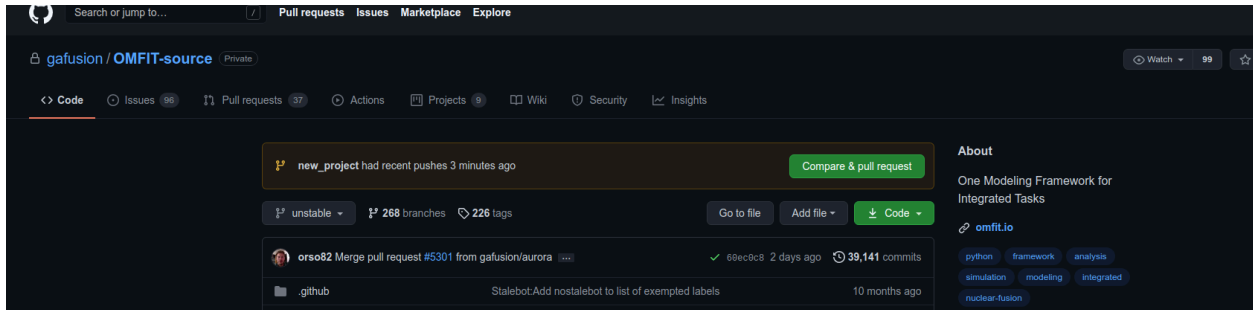 Search or jump to... / Pull requests Issues Marketplace Explore
gafusion / OMFIT-source Private Watch 99
<> Code Issues 96 Pull requests 37 Actions Projects 9 Wiki Security Insights
new_project had recent pushes 3 minutes ago Compare & pull request
unstable 268 branches 226 tags Go to file Add file Code
orso82 Merge pull request #5301 from gafusion/aurora ... 60ec0c8 2 days ago 39,141 commits
.github Stalebot:Add nostalebot to list of exempted labels 10 months ago
About
One Modeling Framework for
Integrated Tasks
omfit.io
python framework analysis
simulation modeling integrated
nuclear-fusion